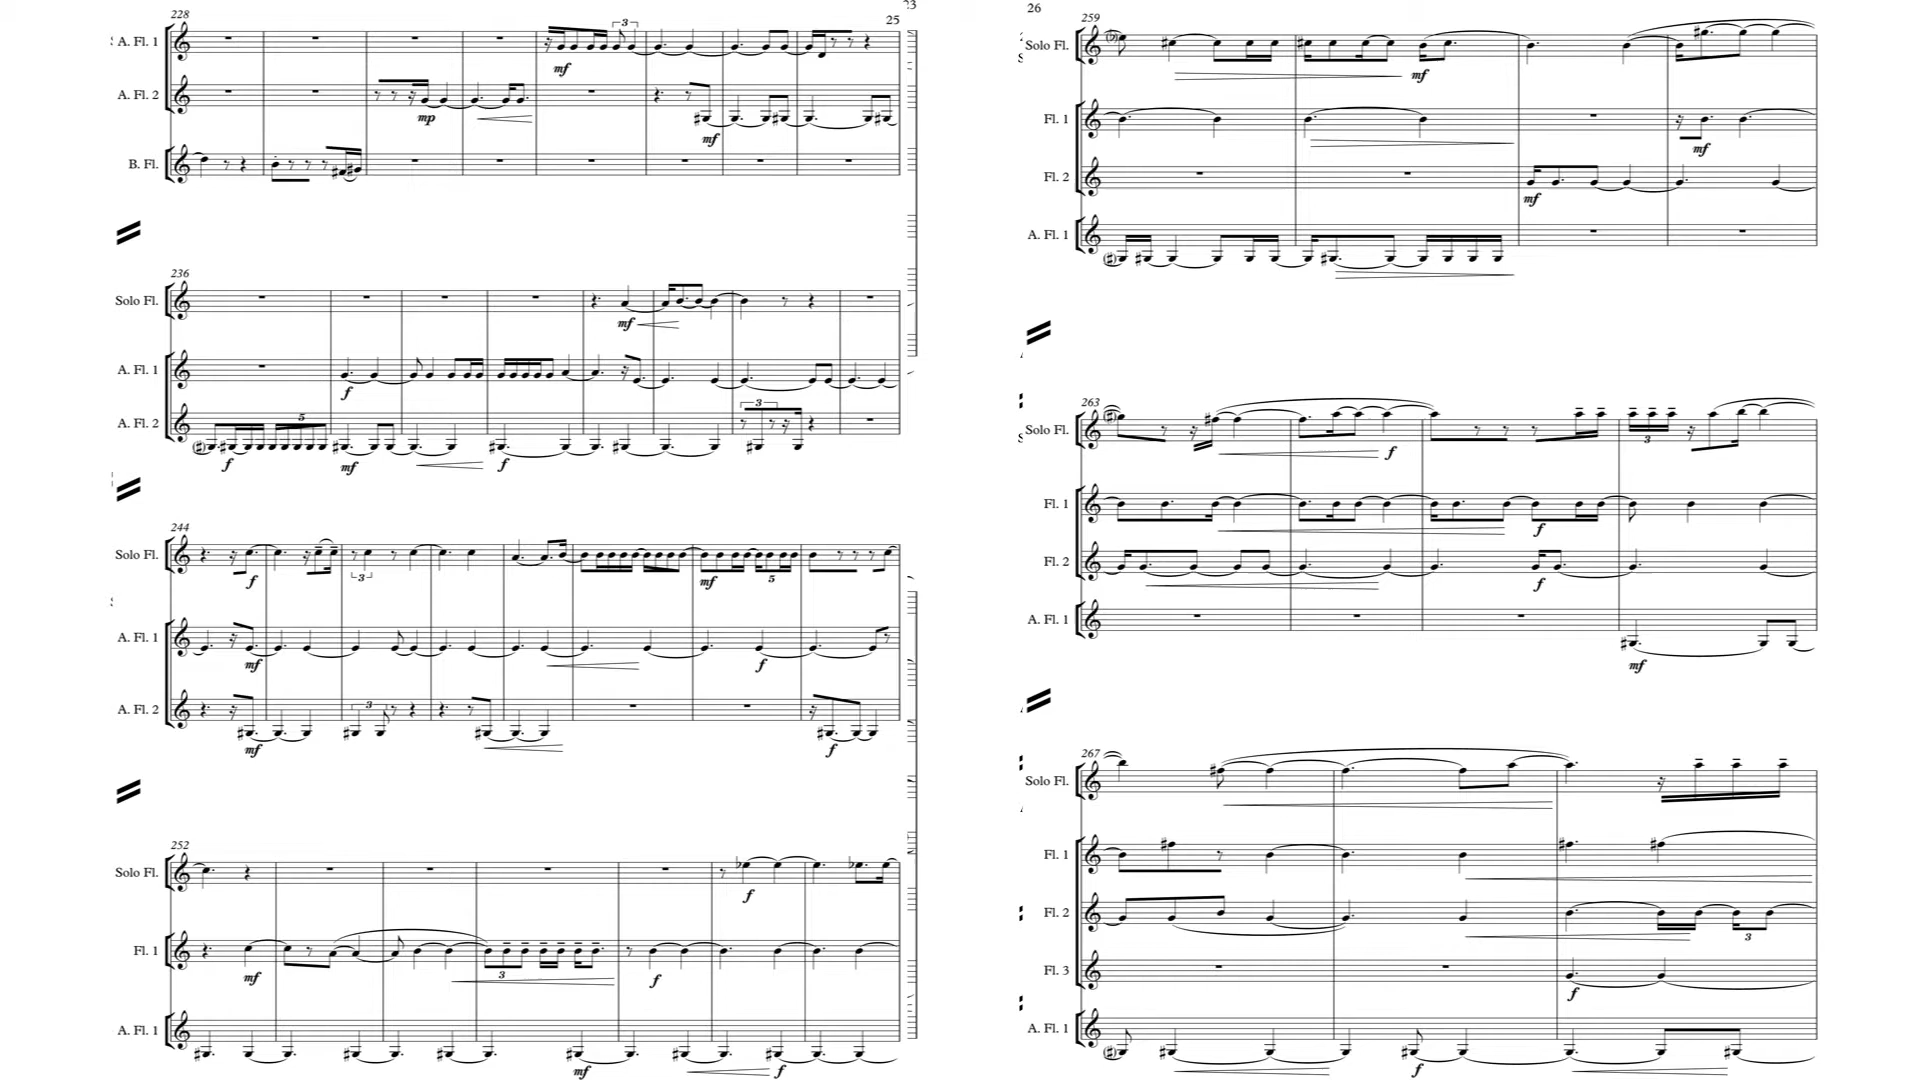 23
25
228
A. Fl. 1
3
mf
A. Fl. 2
mp
mf
B. Fl.
236
Solo Fl.
mf
A. Fl. 1
f
A. Fl. 2
5
3
f
mf
f
244
Solo Fl.
f
3
mf
5
A. Fl. 1
mf
f
A. Fl. 2
3
mf
f
252
Solo Fl.
f
Fl. 1
mf
3
f
A. Fl. 1
mf
f
26
259
Solo Fl.
mf
Fl. 1
mf
Fl. 2
mf
A. Fl. 1
263
Solo Fl.
f
3
Fl. 1
f
Fl. 2
f
A. Fl. 1
mf
267
Solo Fl.
Fl. 1
Fl. 2
3
Fl. 3
f
A. Fl. 1
f